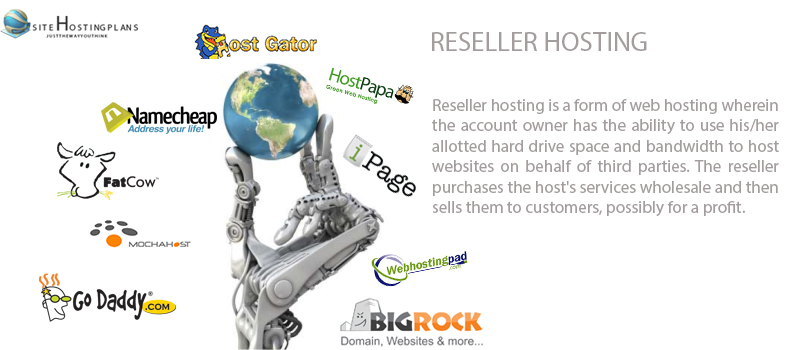 siteHostingplans
JUSTTHEWAYYOUTHINK
Host Gator
RESELLER HOSTING
HostPapa
Green Web Hosting
Namecheap
Address your life!
Reseller hosting is a form of web hosting wherein
the account owner has the ability to use his/her
allotted hard drive space and bandwidth to host
websites on behalf of third parties. The reseller
purchases the host's services wholesale and then
sells them to customers, possibly for a profit.
iPage
FatCow™
MOCHAHOST
Webhostingpad
.com
Go Daddy®.COM
BIGROCK
Domain, Websites & more...